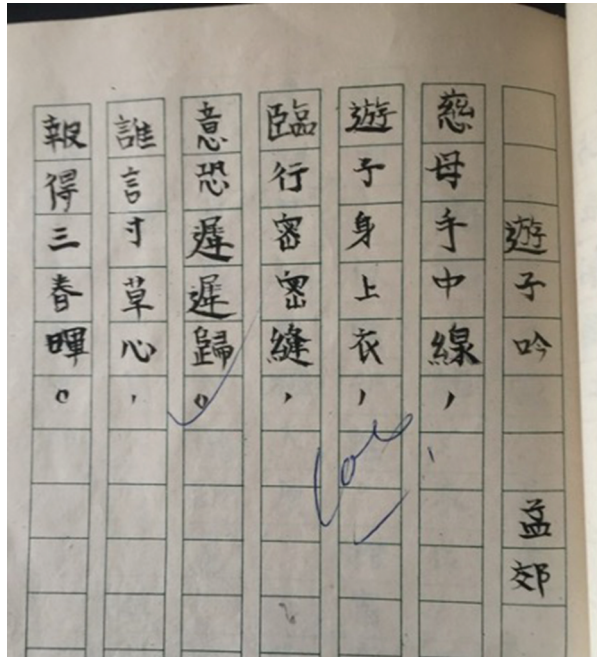 遊子吟 孟郊
慈母手中線，
遊子身上衣，
臨行密密縫，
意恐遲遲歸。
誰言寸草心，
報得三春暉。